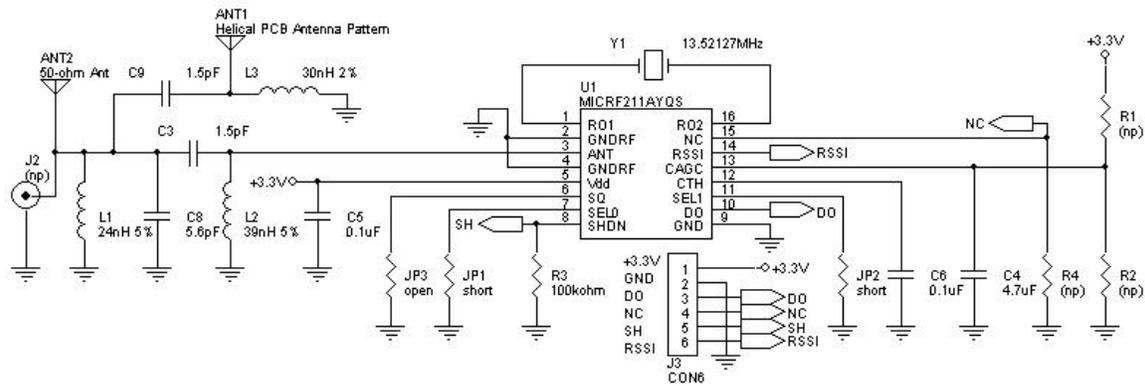 ANT1
Helical PCB Antenna Pattern
ANT2
50-ohm Ant
C9
1.5pF
L3
30nH 2%
C3
1.5pF
J2
(np)
L1
24nH 5%
C8
5.6pF
L2
39nH 5%
+3.3V
C5
0.1uF
Y1
13.52127MHz
U1
MICRF211AYQS
1
RO1
RO2
16
2
GNDRF
NC
15
3
ANT
RSSI
14
4
GNDRF
CAGC
13
5
Vdd
CTH
12
6
SQ
SEL1
11
7
SEL0
DO
10
8
SHDN
GND
9
NC
RSSI
DO
SH
+3.3V
R1
(np)
JP3
open
JP1
short
R3
100kohm
JP2
short
C6
0.1uF
C4
4.7uF
R4
(np)
R2
(np)
+3.3V
1
+3.3V
GND
2
DO
3
DO
NC
4
NC
SH
5
SH
RSSI
6
RSSI
J3
CON6